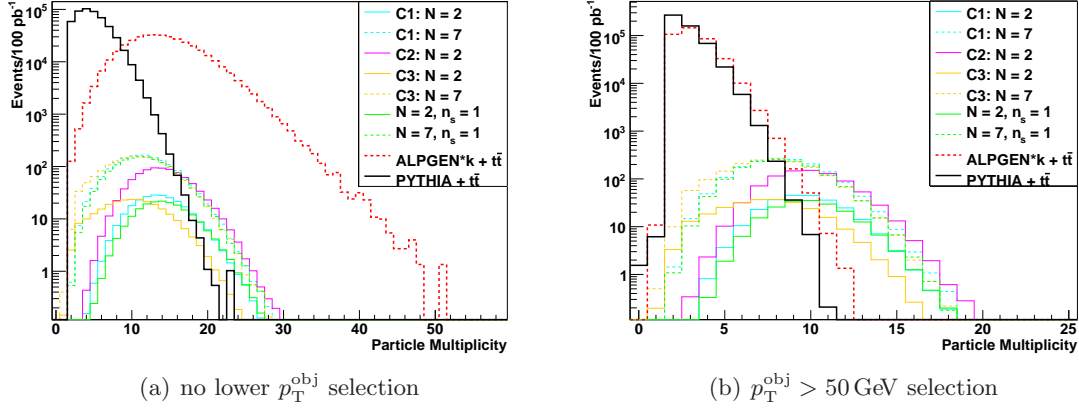 Events/100 pb⁻¹
10⁵
10⁴
10³
10²
10
1
0 10 20 30 40 50
Particle Multiplicity
C1: N = 2
C1: N = 7
C2: N = 2
C3: N = 2
C3: N = 7
N = 2, nₛ = 1
N = 7, nₛ = 1
ALPGEN*k + tt̄
PYTHIA + tt̄
(a) no lower p_T^obj selection
Events/100 pb⁻¹
10⁵
10⁴
10³
10²
10
1
0 5 10 15 20 25
Particle Multiplicity
C1: N = 2
C1: N = 7
C2: N = 2
C3: N = 2
C3: N = 7
N = 2, nₛ = 1
N = 7, nₛ = 1
ALPGEN*k + tt̄
PYTHIA + tt̄
(b) p_T^obj > 50 GeV selection